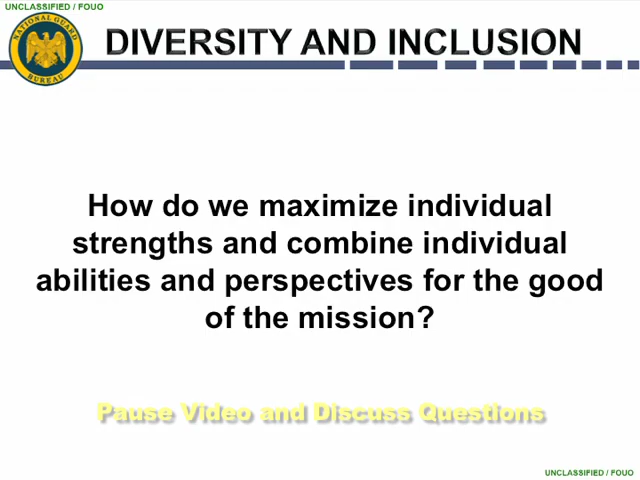 UNCLASSIFIED / FOUO
NATIONAL GUARD
BUREAU
DIVERSITY AND INCLUSION
How do we maximize individual
strengths and combine individual
abilities and perspectives for the good
of the mission?
Pause Video and Discuss Questions
UNCLASSIFIED / FOUO